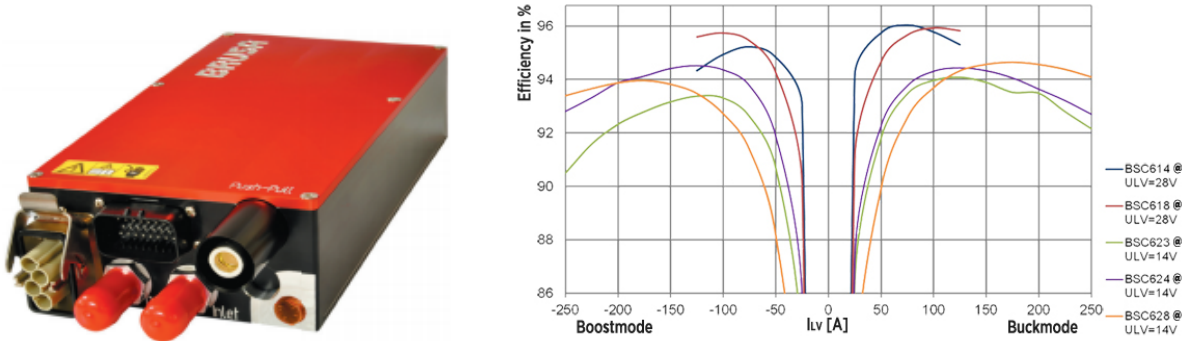 BRUSA
Push-Pull
Inlet
Efficiency in %
96
94
92
90
88
86
-250 -200 -150 -100 -50 0 50 100 150 200 250
Boostmode ILV [A] Buckmode
BSC614 @
ULV=28V
BSC618 @
ULV=28V
BSC623 @
ULV=14V
BSC624 @
ULV=14V
BSC628 @
ULV=14V